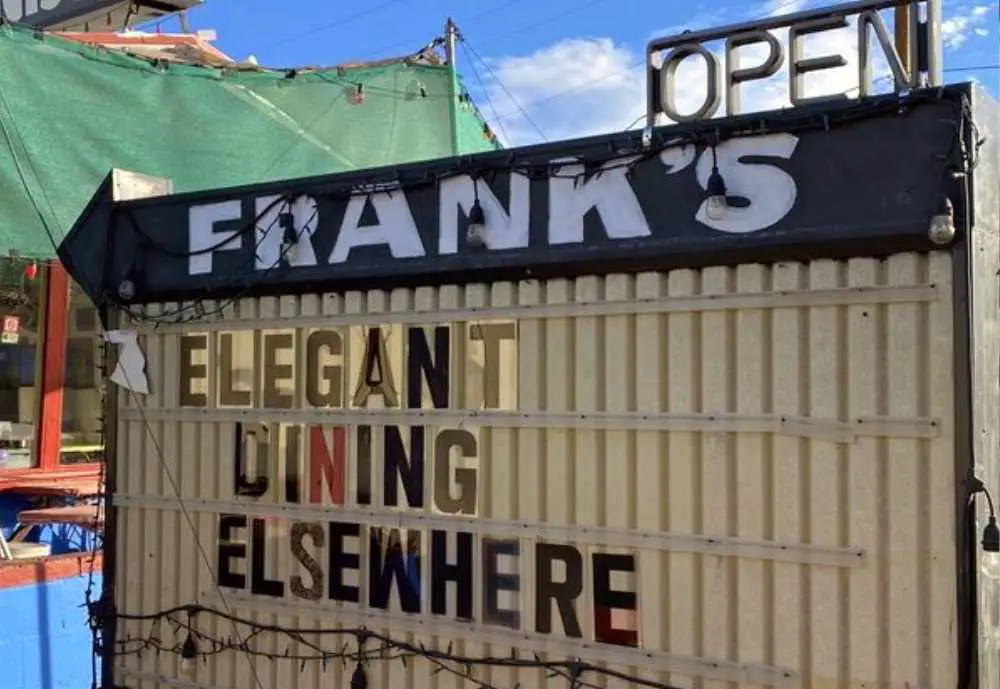 OPEN
FRANK'S
ELEGANT
DINING
ELSEWHERE